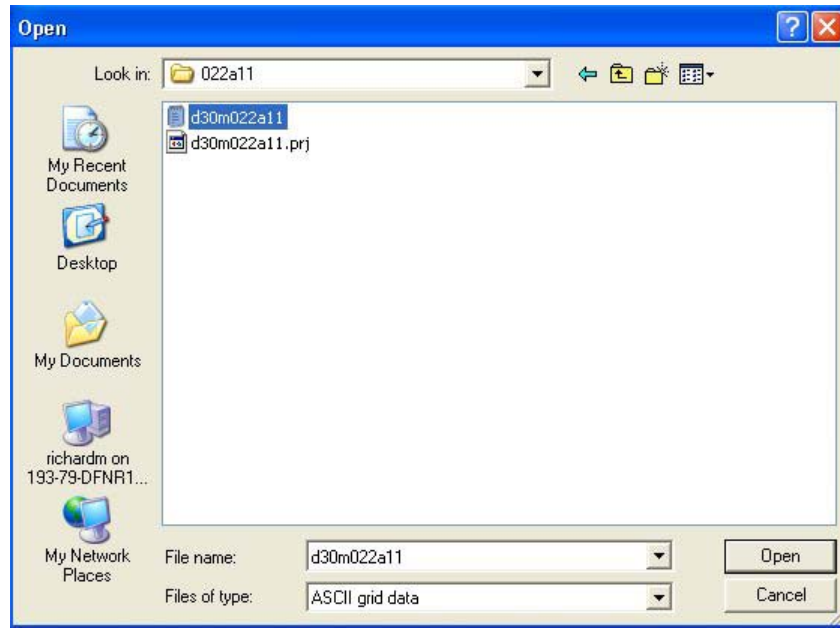 Open
Look in: 022a11
d30m022a11
d30m022a11.prj
My Recent
Documents
Desktop
My Documents
richardm on
193-79-DFNR1...
My Network
Places
File name: d30m022a11
Open
Files of type: ASCII grid data
Cancel